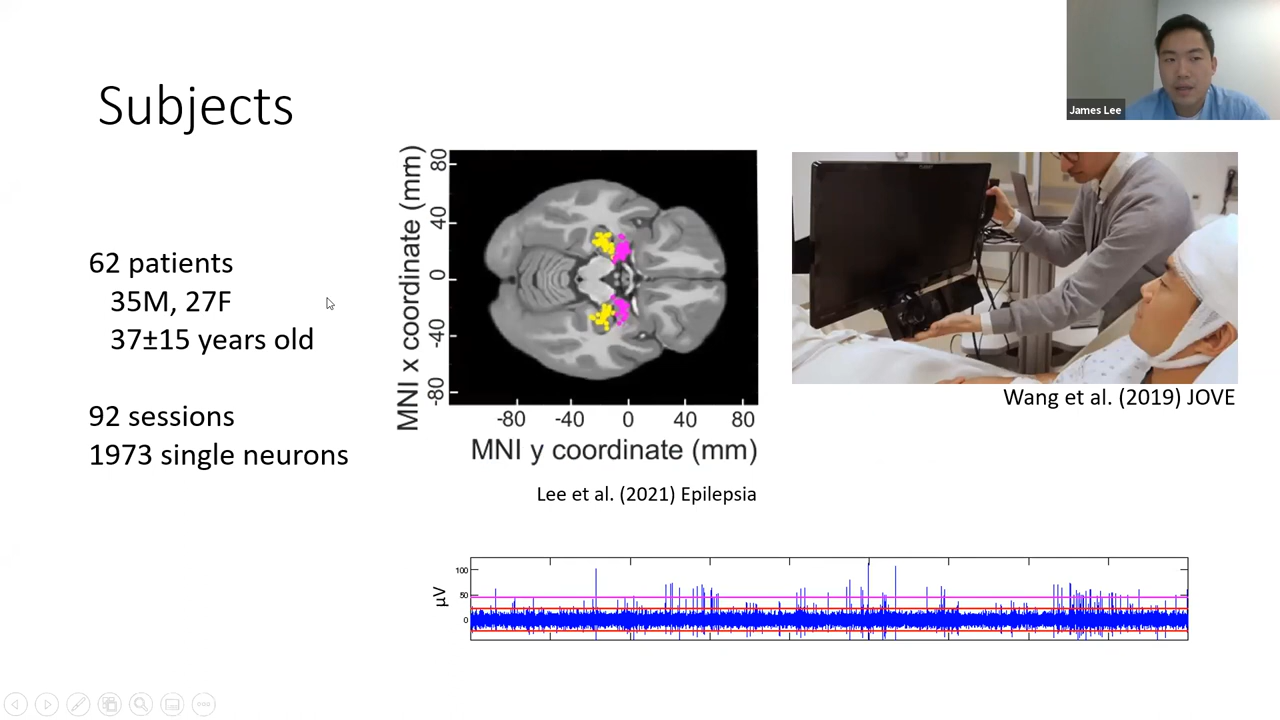 James Lee
Subjects
62 patients
35M, 27F
37±15 years old
92 sessions
1973 single neurons
MNI x coordinate (mm)
80
40
0
-40
-80
-80 -40 0 40 80
MNI y coordinate (mm)
Lee et al. (2021) Epilepsia
Wang et al. (2019) JOVE
µV
100
50
0